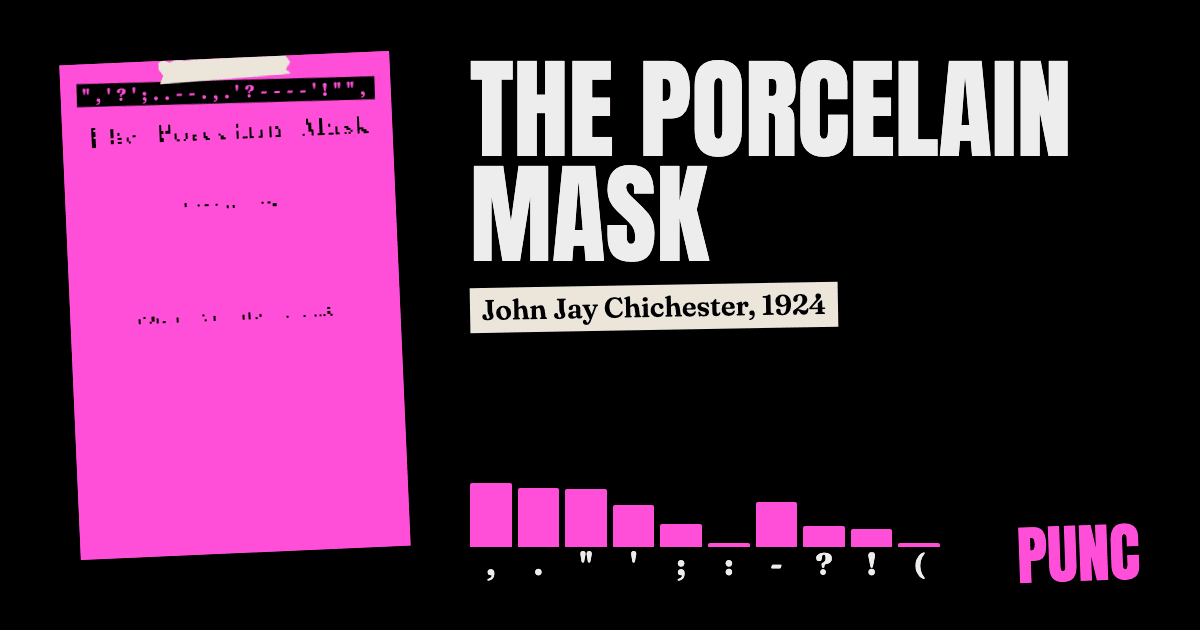 ",'?';..--.,.'?----'!"",
The Porcelain Mask
THE PORCELAIN
MASK
John Jay Chichester, 1924
, . " ' ; : - ? ! (
PUNC